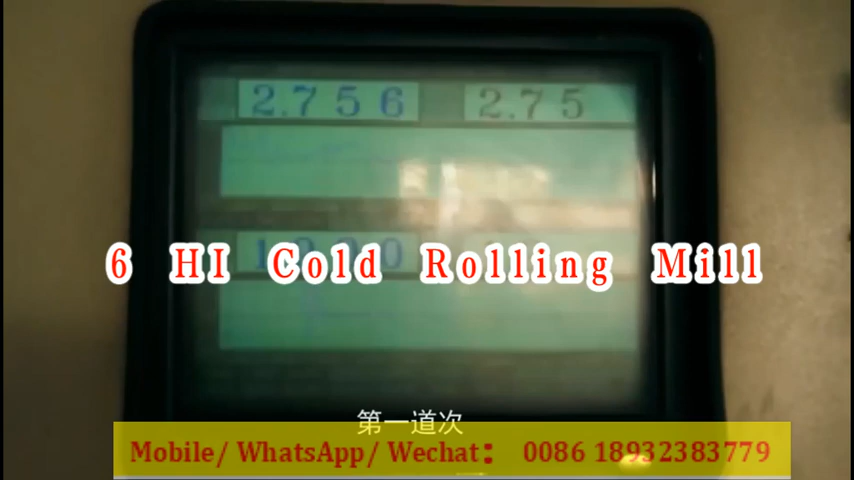 2.756 2.75
6 HI Cold Rolling Mill
第一道次
Mobile/ WhatsApp/ Wechat： 0086 18932383779